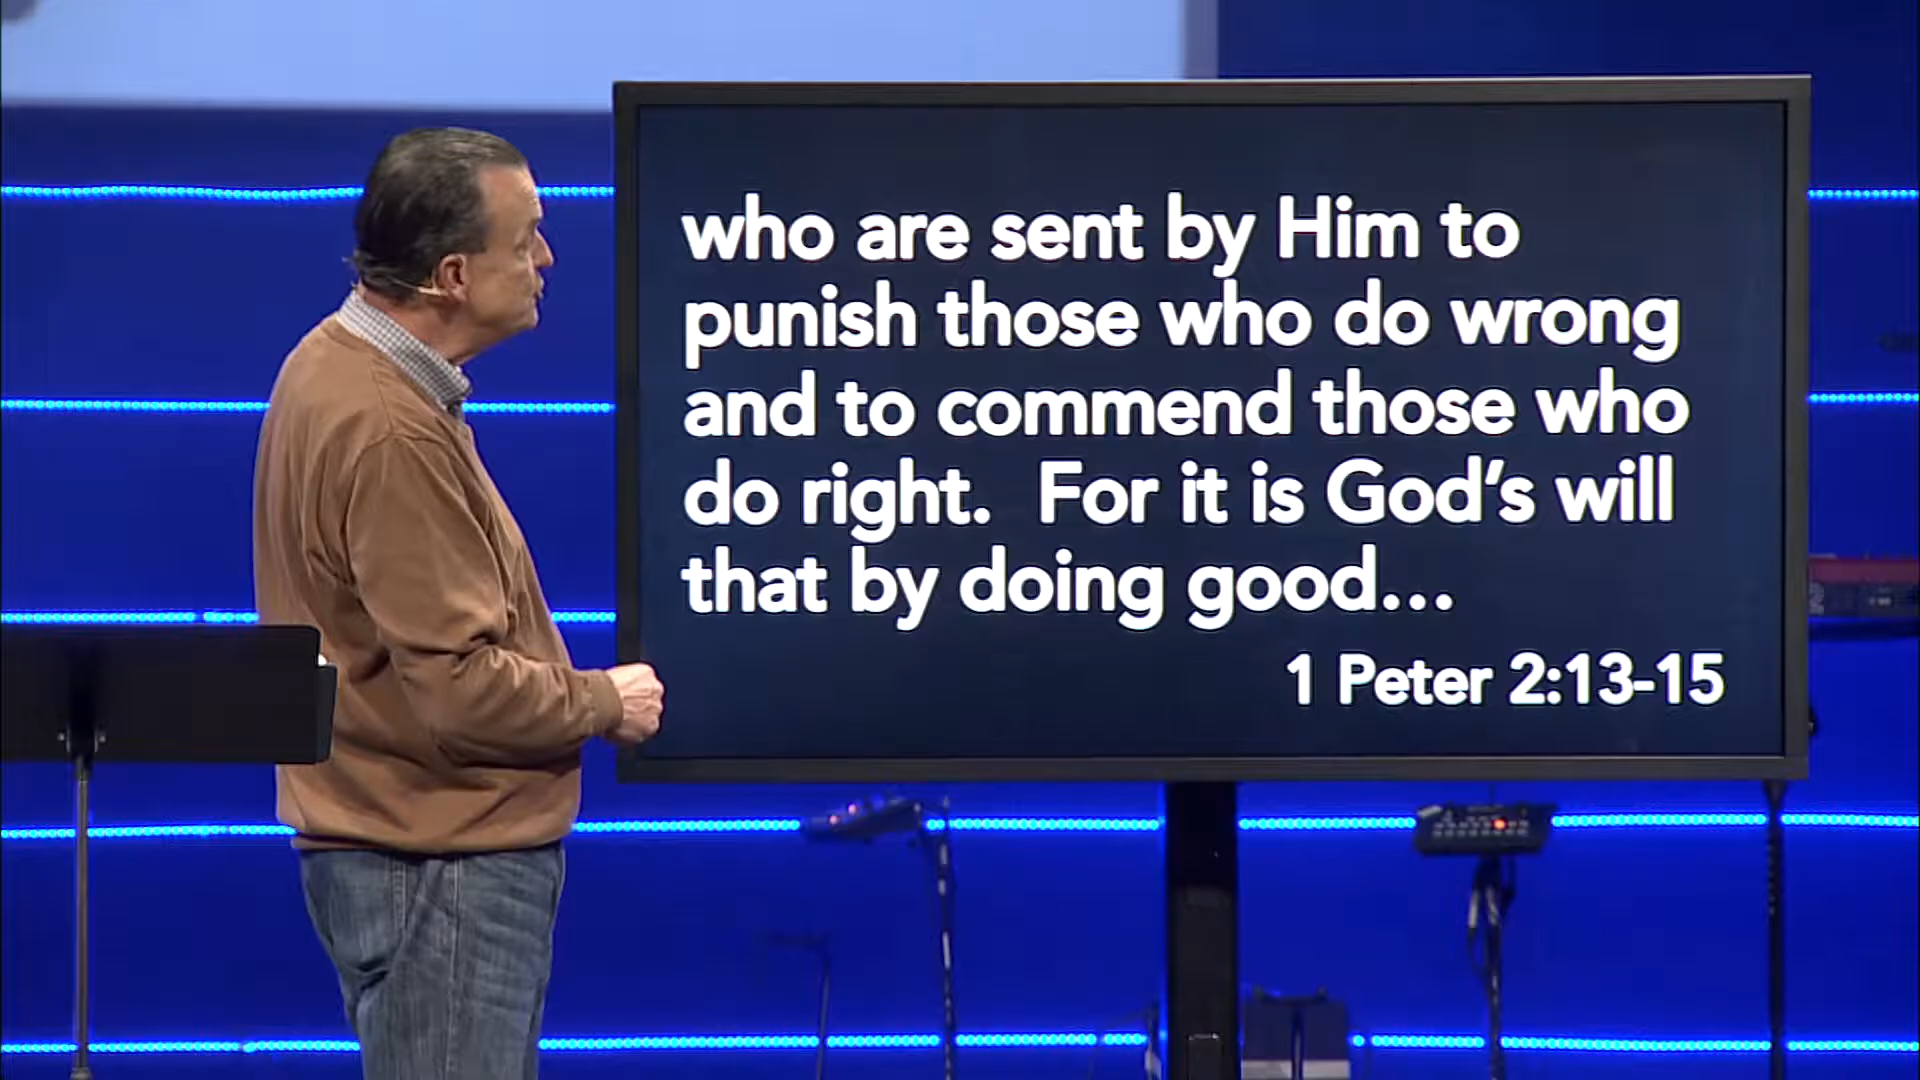 who are sent by Him to
punish those who do wrong
and to commend those who
do right.  For it is God’s will
that by doing good...
1 Peter 2:13-15